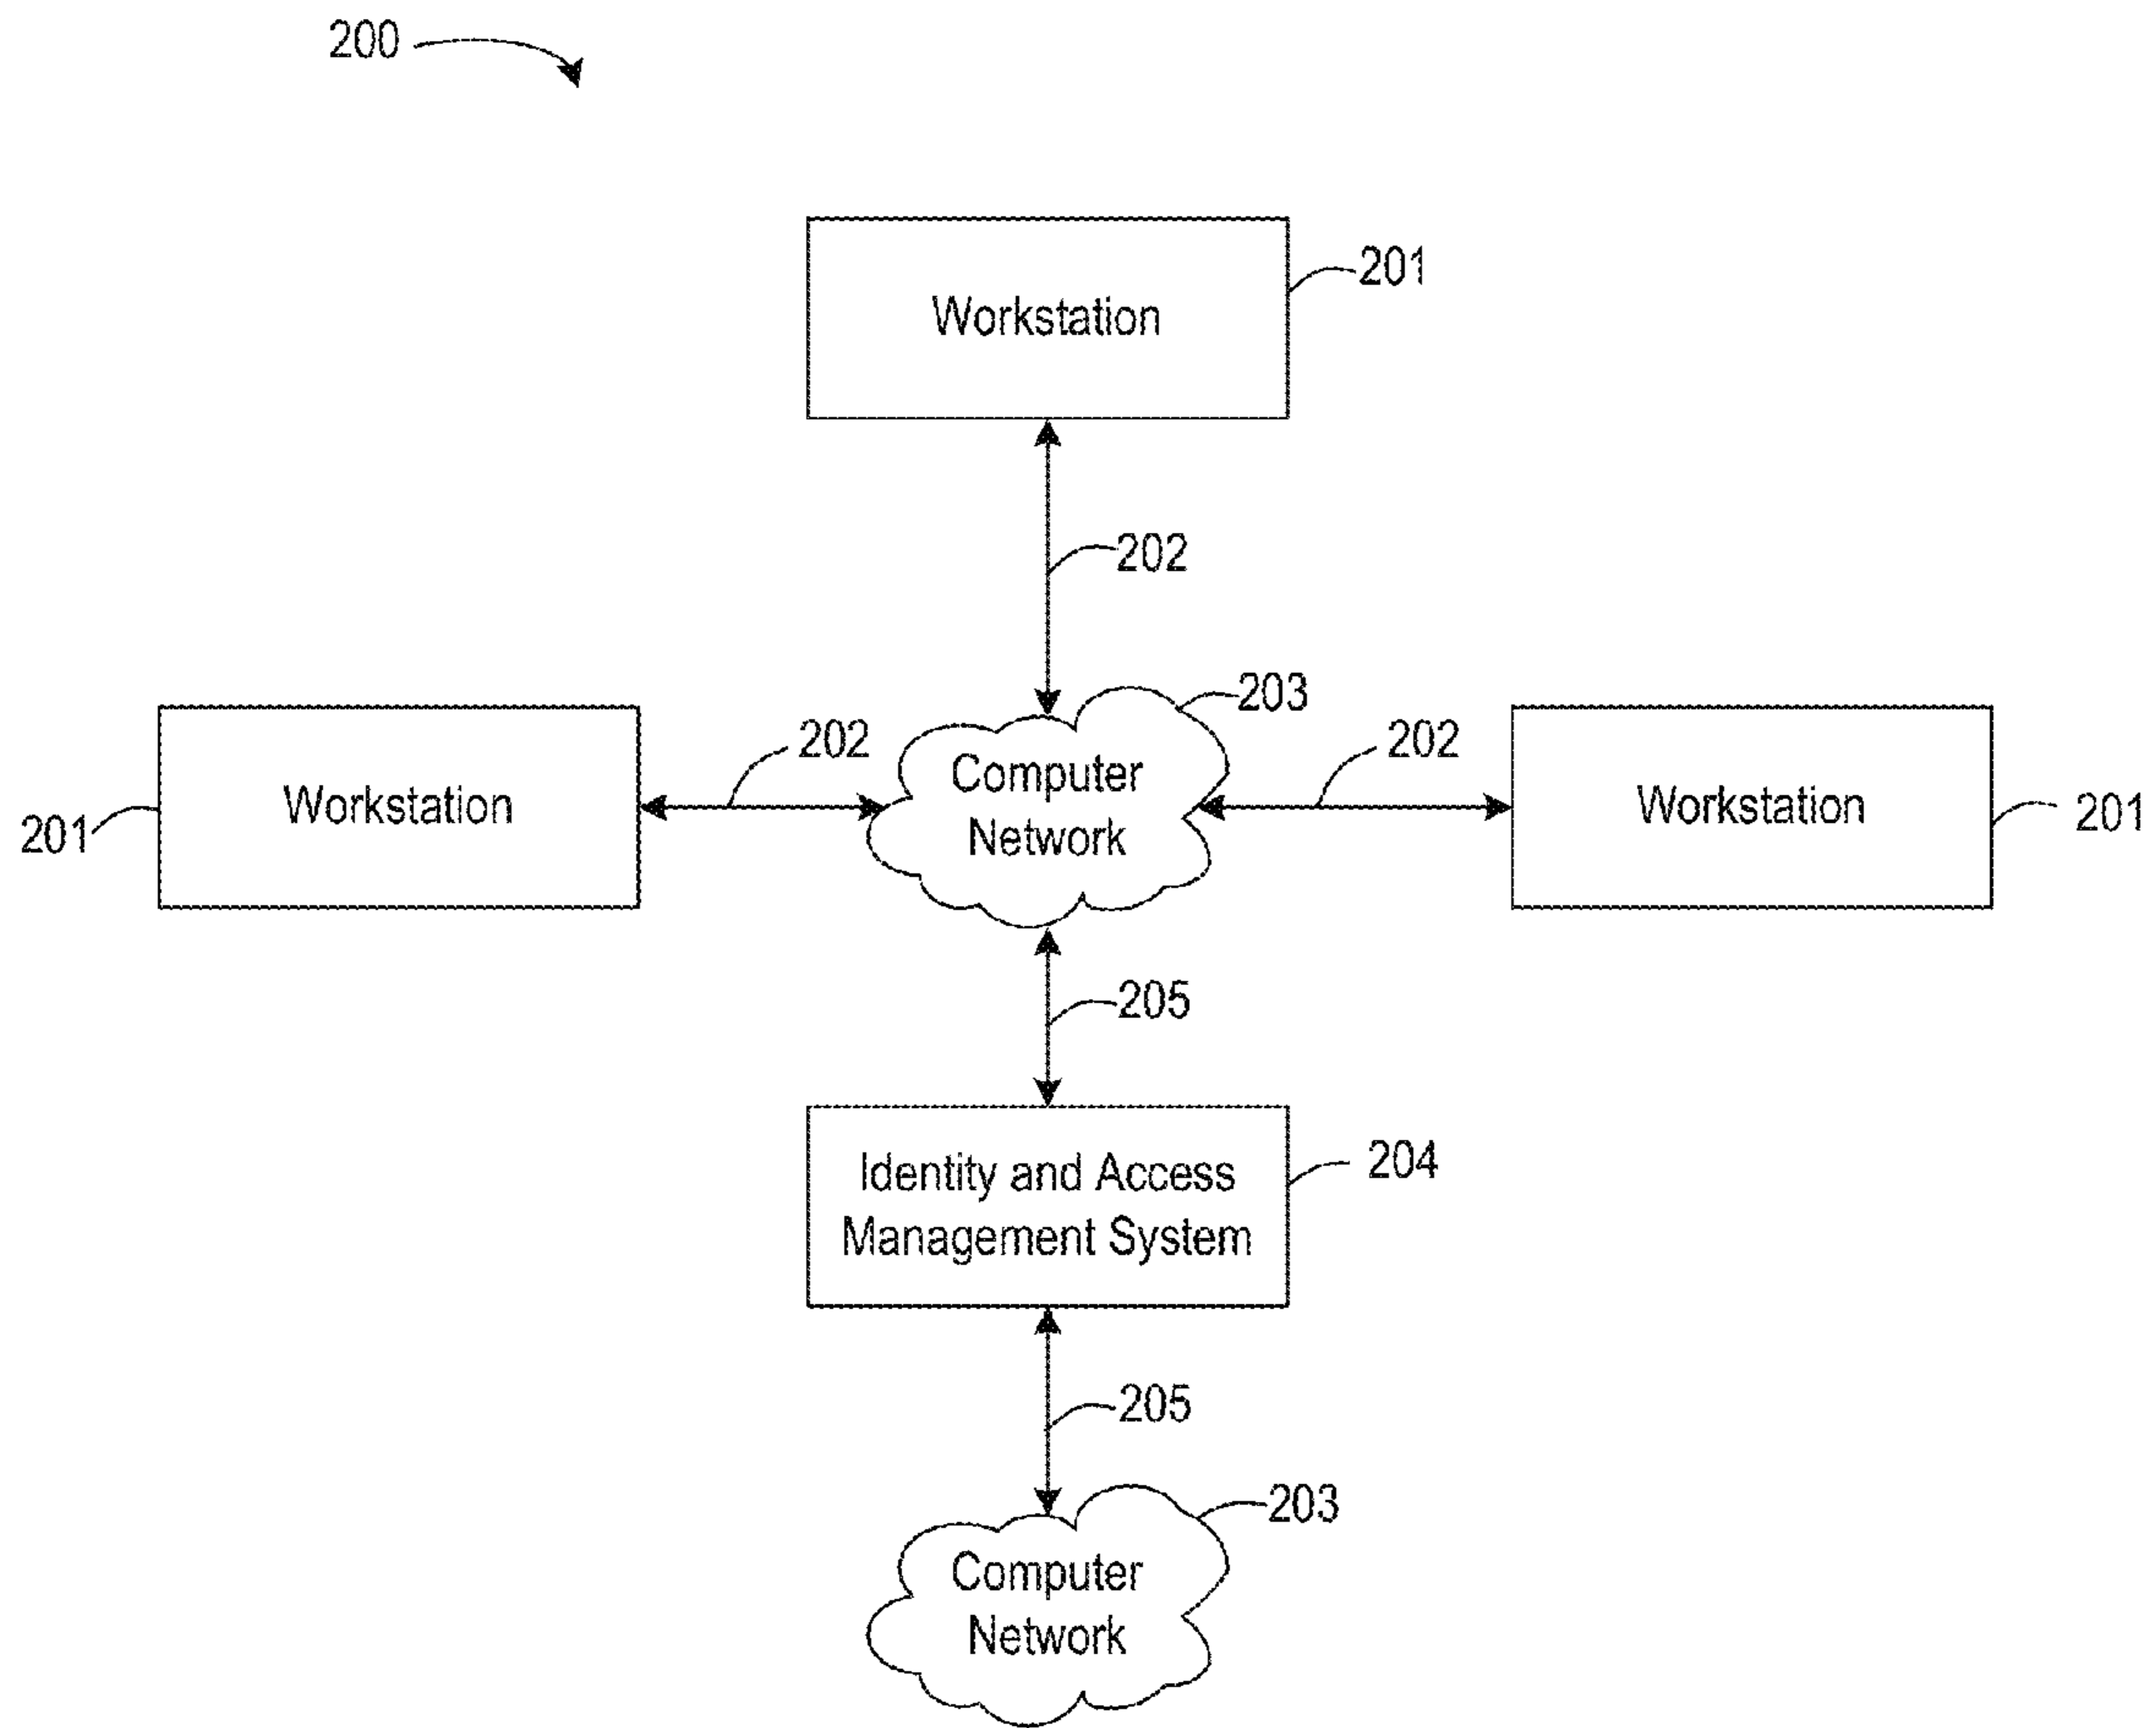 200
201
Workstation
202
203
Computer
Network
202
202
Workstation
201
Workstation
201
205
Identity and Access
Management System
204
205
203
Computer
Network